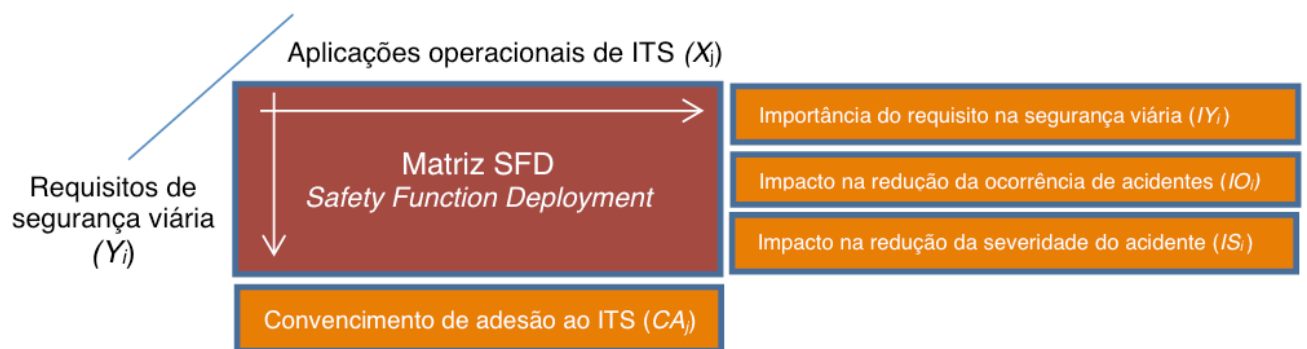 Aplicações operacionais de ITS (Xj)
Importância do requisito na segurança viária (IYi)
Matriz SFD
Safety Function Deployment
Impacto na redução da ocorrência de acidentes (IOi)
Requisitos de
segurança viária
(Yi)
Impacto na redução da severidade do acidente (ISi)
Convencimento de adesão ao ITS (CAj)